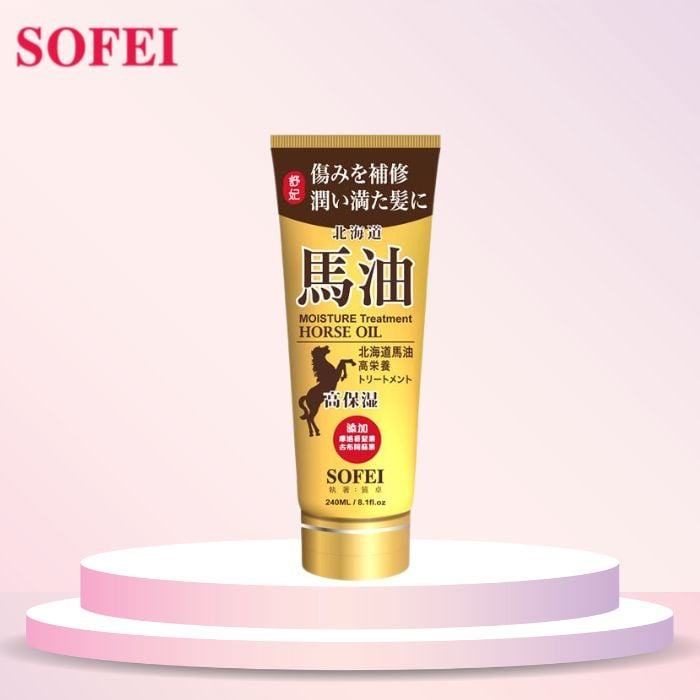 SOFEI
舒妃
傷みを補修
潤い満た髪に
北海道
馬油
MOISTURE Treatment
HORSE OIL
北海道馬油
高栄養
トリートメント
高保湿
添加
SOFEI
240ML / 8.1fl.oz